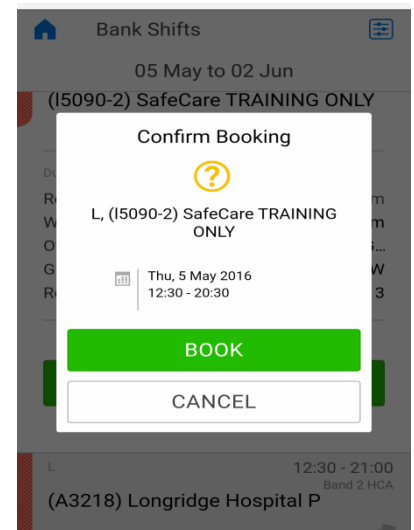 Bank Shifts
05 May to 02 Jun
(I5090-2) SafeCare TRAINING ONLY
Confirm Booking
?
L, (I5090-2) SafeCare TRAINING
ONLY
Thu, 5 May 2016
12:30 - 20:30
BOOK
CANCEL
L
12:30 - 21:00
Band 2 HCA
(A3218) Longridge Hospital P